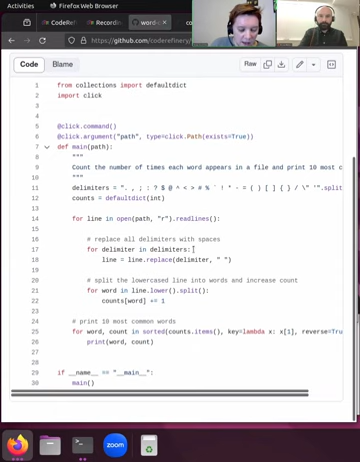 Activities
Firefox Web Browser
CodeRef
Recordin
word-c
https://github.com/coderefinery/
Code
Blame
Raw
1 from collections import defaultdict
2 import click
3
4
5 @click.command()
6 @click.argument("path", type=click.Path(exists=True))
7 def main(path):
8 """
9 Count the number of times each word appears in a file and print 10 most c
10 """
11 delimiters = ". , ; : ? $ @ ^ < > # % ` ! * - = ( ) [ ] { } / \" '".split
12 counts = defaultdict(int)
13
14 for line in open(path, "r").readlines():
15
16 # replace all delimiters with spaces
17 for delimiter in delimiters:
18 line = line.replace(delimiter, " ")
19
20 # split the lowercased line into words and increase count
21 for word in line.lower().split():
22 counts[word] += 1
23
24 # print 10 most common words
25 for word, count in sorted(counts.items(), key=lambda x: x[1], reverse=Tru
26 print(word, count)
27
28
29 if __name__ == "__main__":
30 main()
zoom